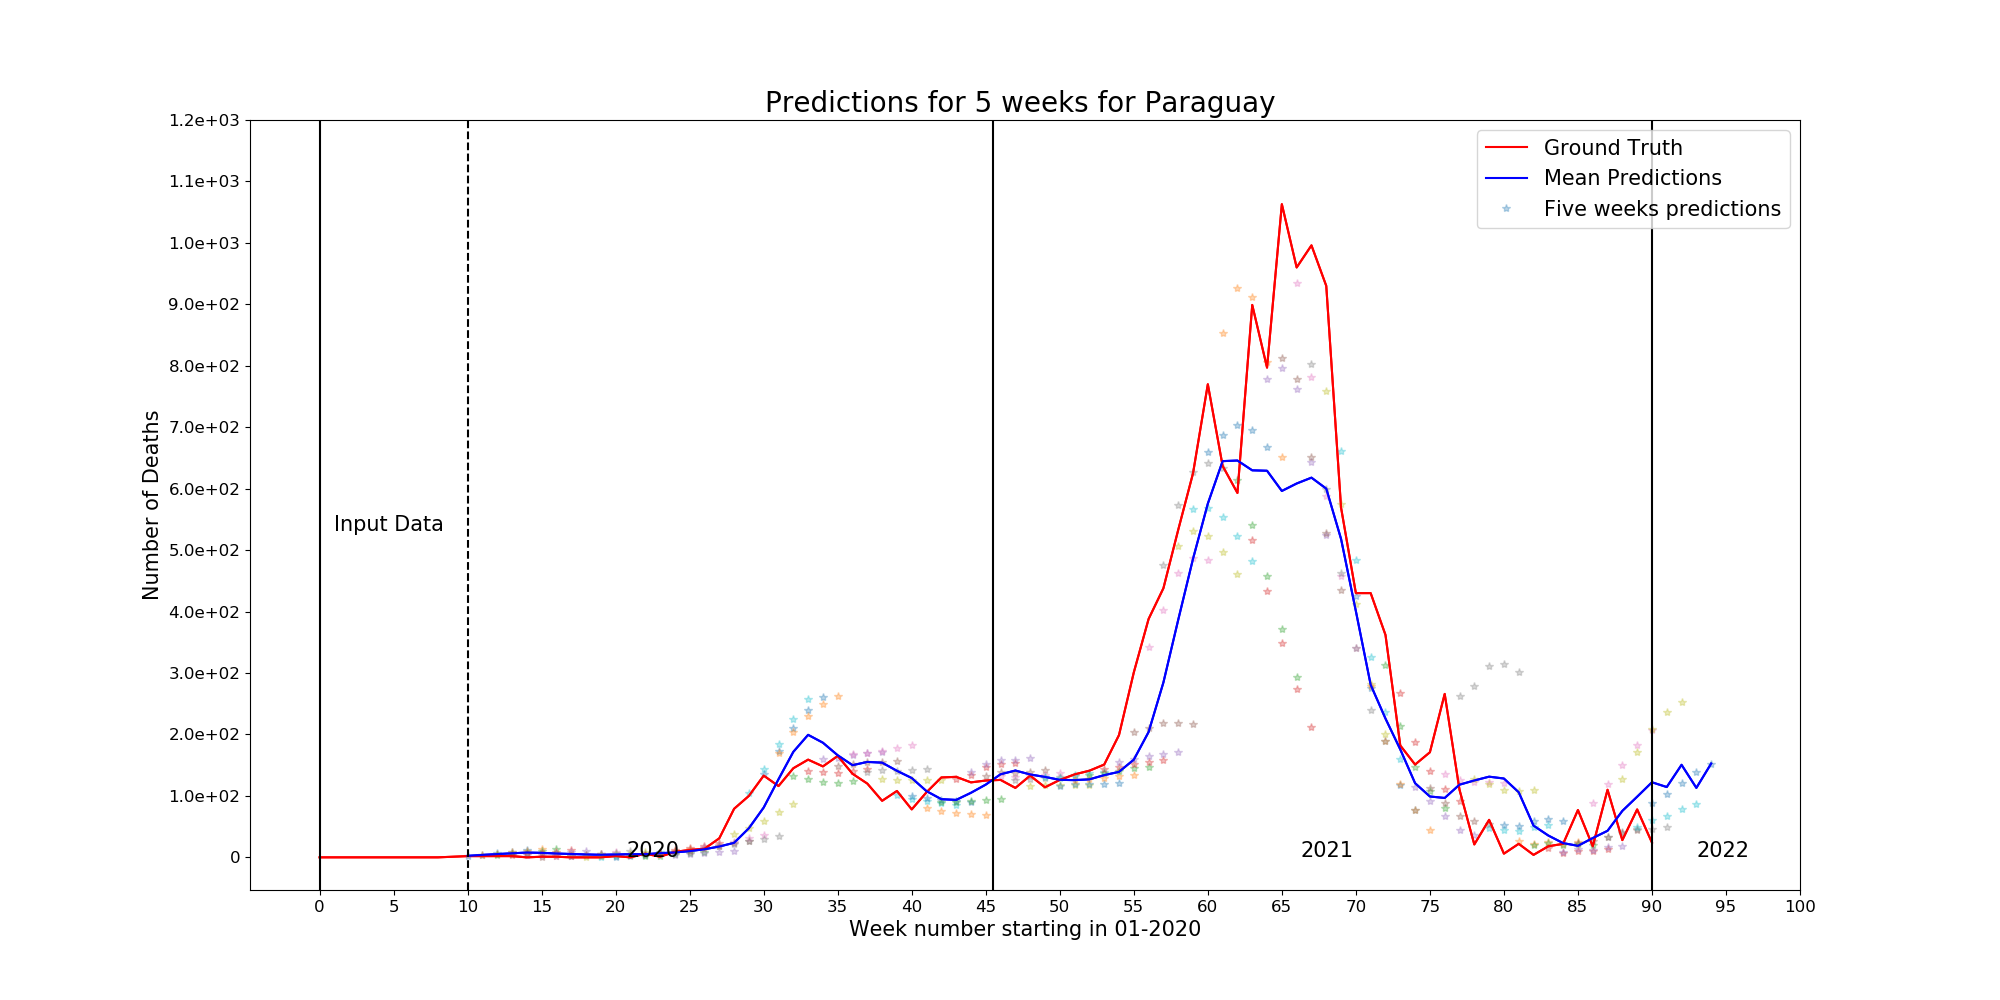 Predictions for 5 weeks for Paraguay
1.2e+03
1.1e+03
1.0e+03
9.0e+02
8.0e+02
7.0e+02
6.0e+02
5.0e+02
4.0e+02
3.0e+02
2.0e+02
1.0e+02
0
Number of Deaths
Ground Truth
Mean Predictions
Five weeks predictions
Input Data
2020
2021
2022
0 5 10 15 20 25 30 35 40 45 50 55 60 65 70 75 80 85 90 95 100
Week number starting in 01-2020